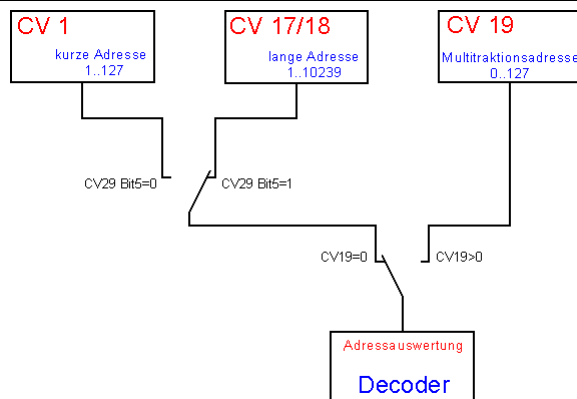 CV 1
kurze Adresse
1..127
CV 17/18
lange Adresse
1..10239
CV 19
Multitraktionsadresse
0..127
CV29 Bit5=0
CV29 Bit5=1
CV19=0
CV19>0
Adressauswertung
Decoder